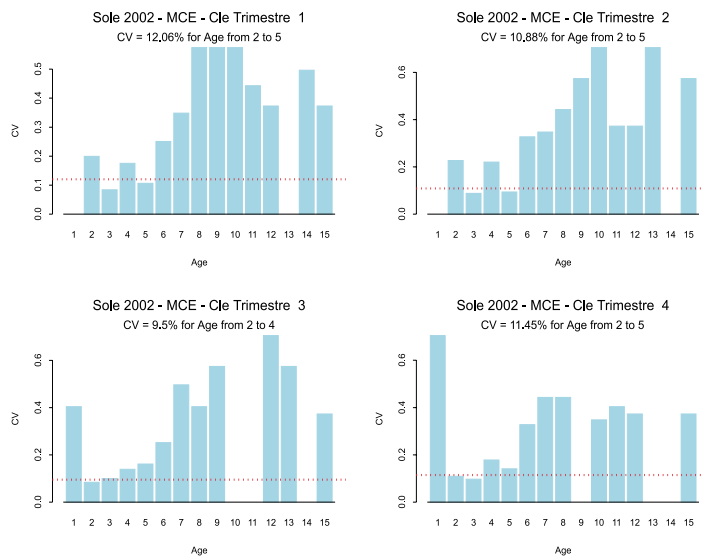 Sole 2002 - MCE - Cle Trimestre 1
CV = 12.06% for Age from 2 to 5
CV
0.0 0.1 0.2 0.3 0.4 0.5
1 2 3 4 5 6 7 8 9 10 11 12 13 14 15
Age
Sole 2002 - MCE - Cle Trimestre 2
CV = 10.88% for Age from 2 to 5
CV
0.0 0.2 0.4 0.6
1 2 3 4 5 6 7 8 9 10 11 12 13 14 15
Age
Sole 2002 - MCE - Cle Trimestre 3
CV = 9.5% for Age from 2 to 4
CV
0.0 0.2 0.4 0.6
1 2 3 4 5 6 7 8 9 10 11 12 13 15
Age
Sole 2002 - MCE - Cle Trimestre 4
CV = 11.45% for Age from 2 to 5
CV
0.0 0.2 0.4 0.6
1 2 3 4 5 6 7 8 9 10 11 12 13 14 15
Age